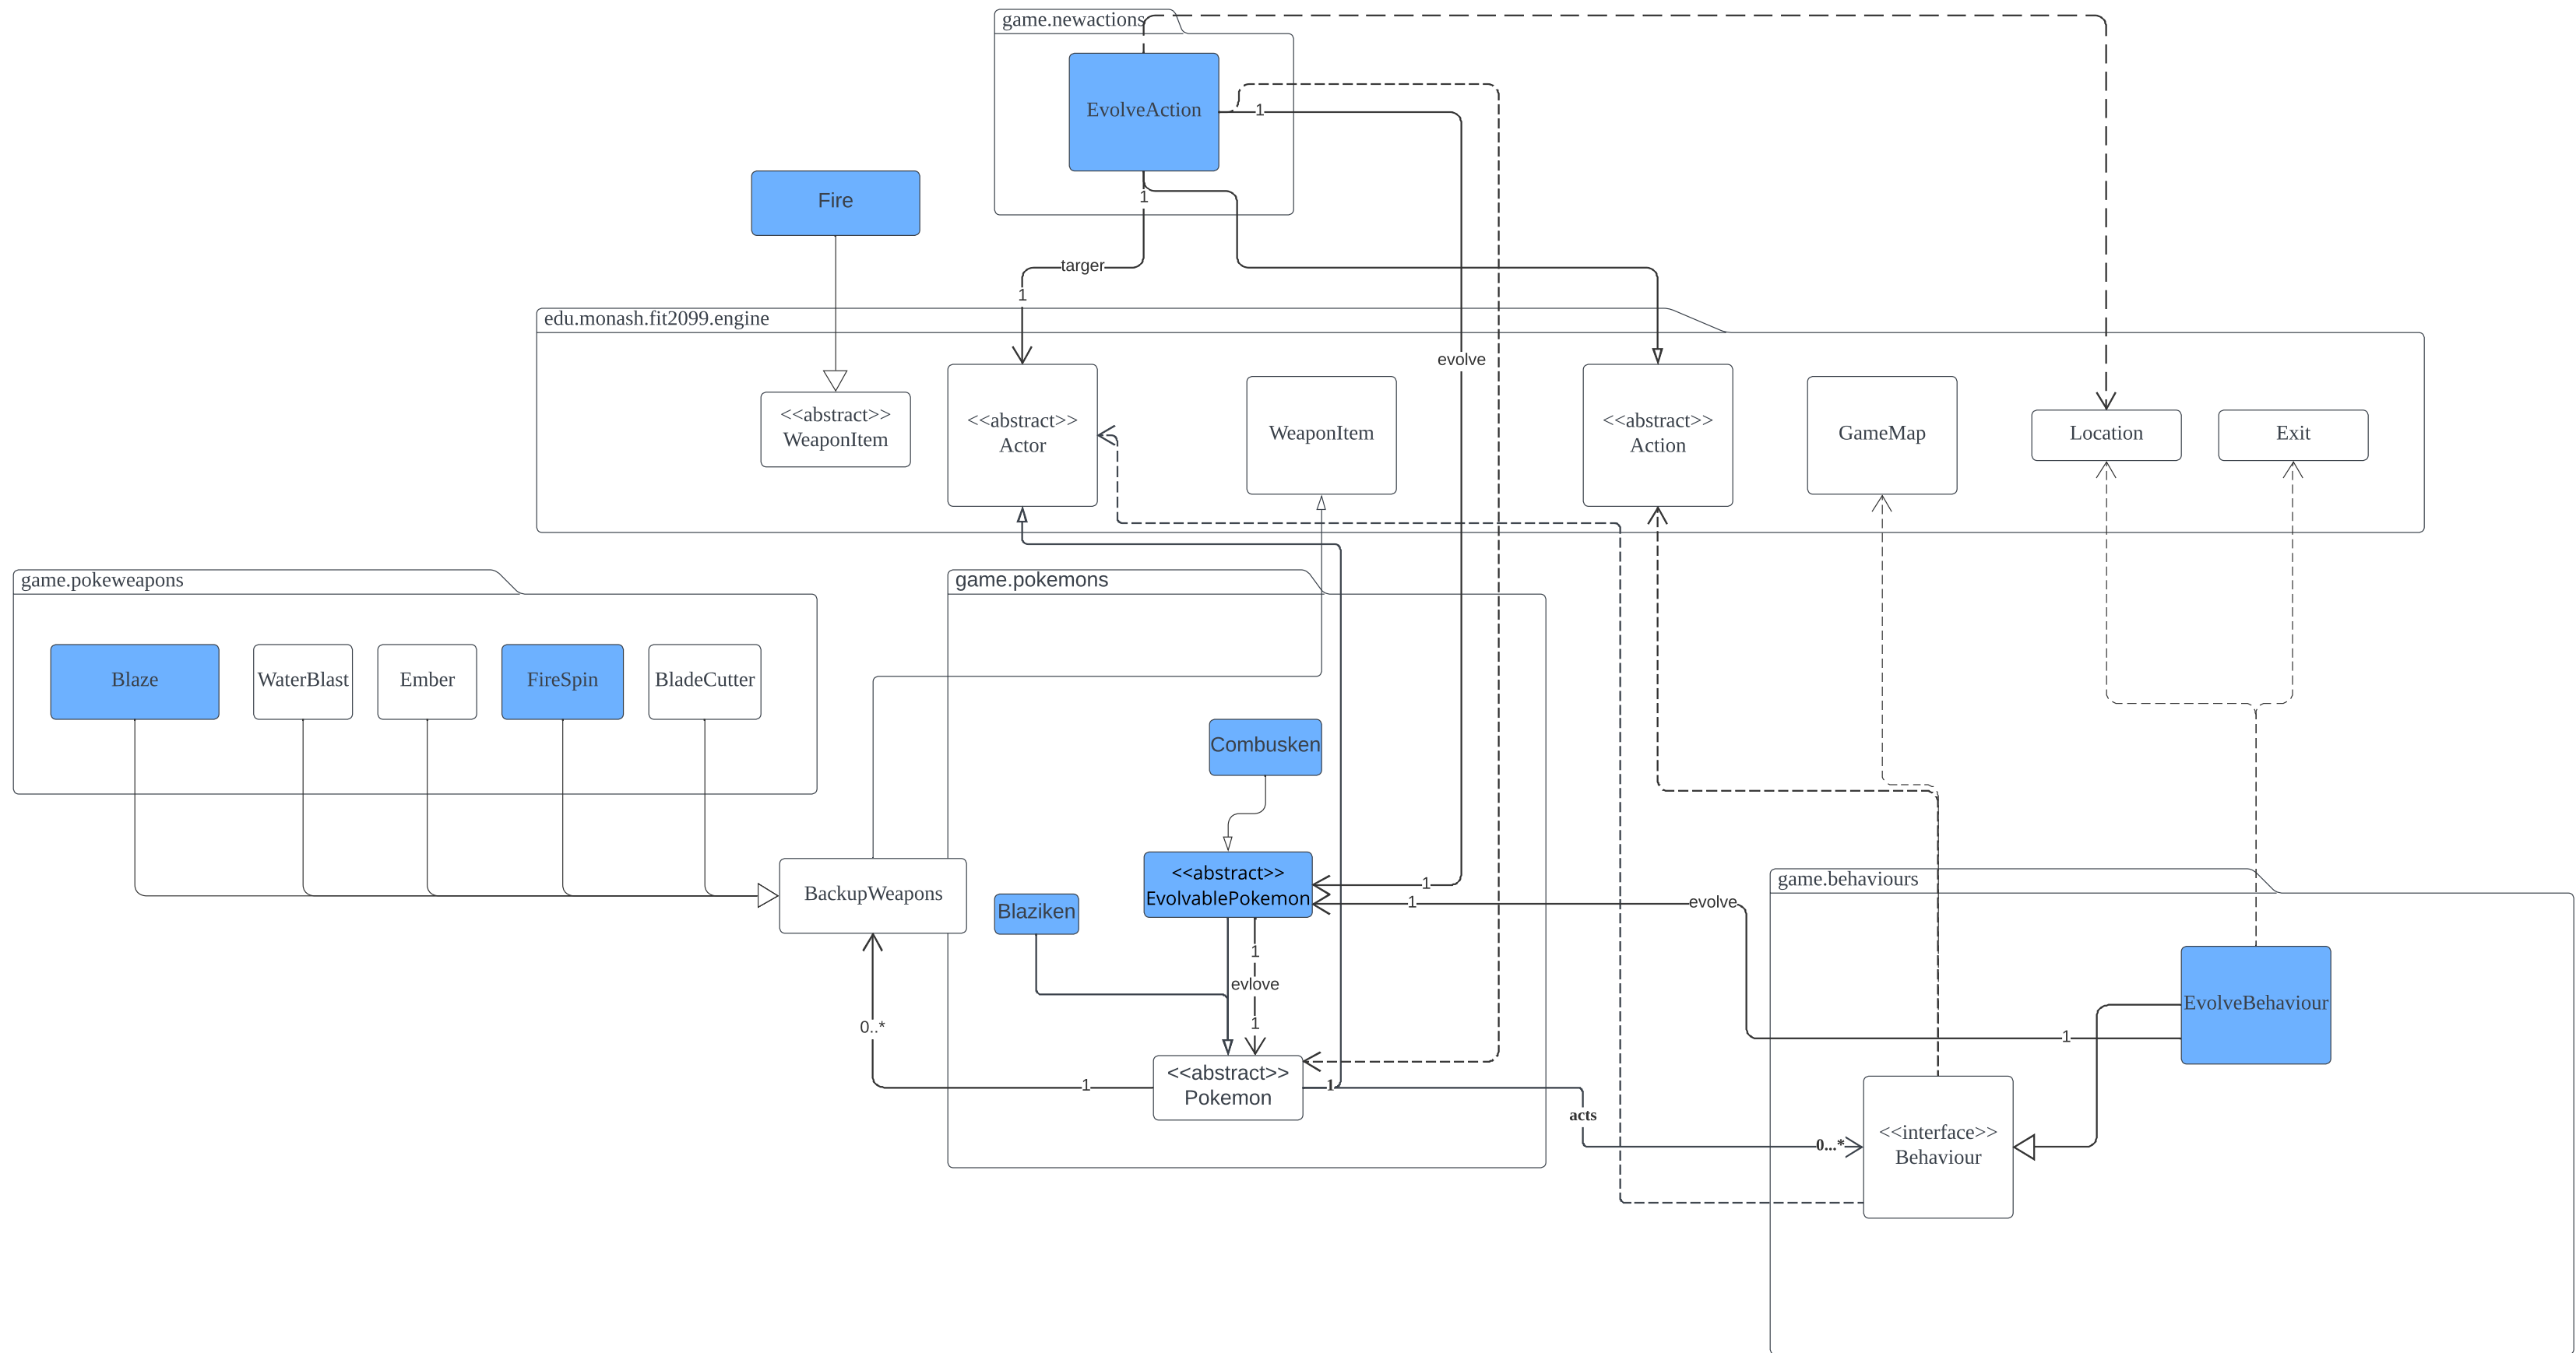 game.newactions
EvolveAction
1
Fire
1
targer
1
edu.monash.fit2099.engine
evolve
<<abstract>>
WeaponItem
<<abstract>>
Actor
WeaponItem
<<abstract>>
Action
GameMap
Location
Exit
game.pokeweapons
game.pokemons
Blaze
WaterBlast
Ember
FireSpin
BladeCutter
Combusken
<<abstract>>
EvolvablePokemon
1
1
evolve
game.behaviours
BackupWeapons
Blaziken
1
evlove
1
0..*
EvolveBehaviour
1
<<abstract>>
Pokemon
1
1
acts
0...*
<<interface>>
Behaviour